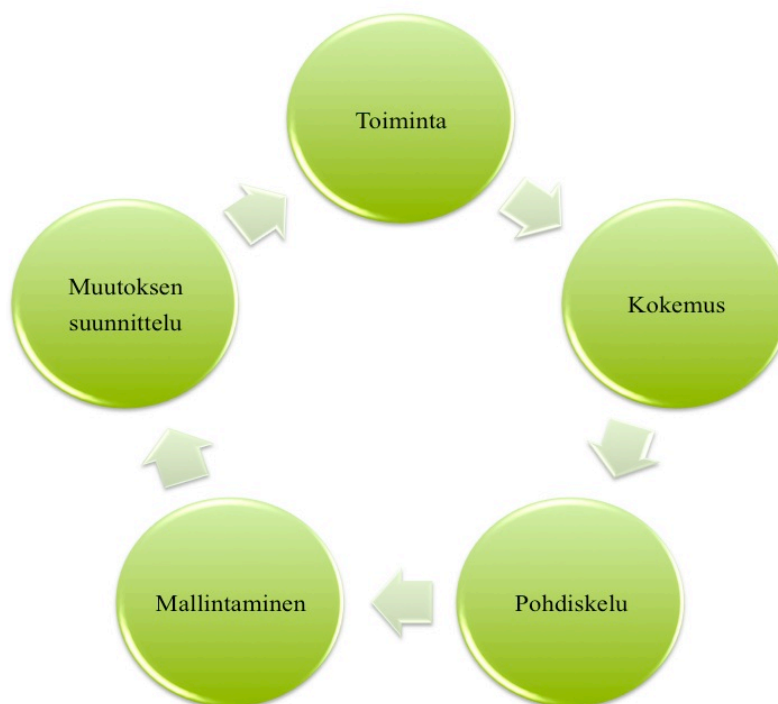 Toiminta
Kokemus
Pohdiskelu
Mallintaminen
Muutoksen
suunnittelu